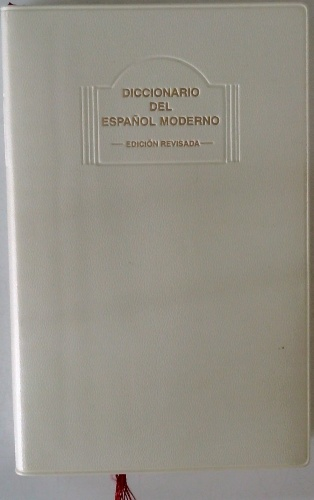 DICCIONARIO
DEL
ESPAÑOL MODERNO
EDICIÓN REVISADA